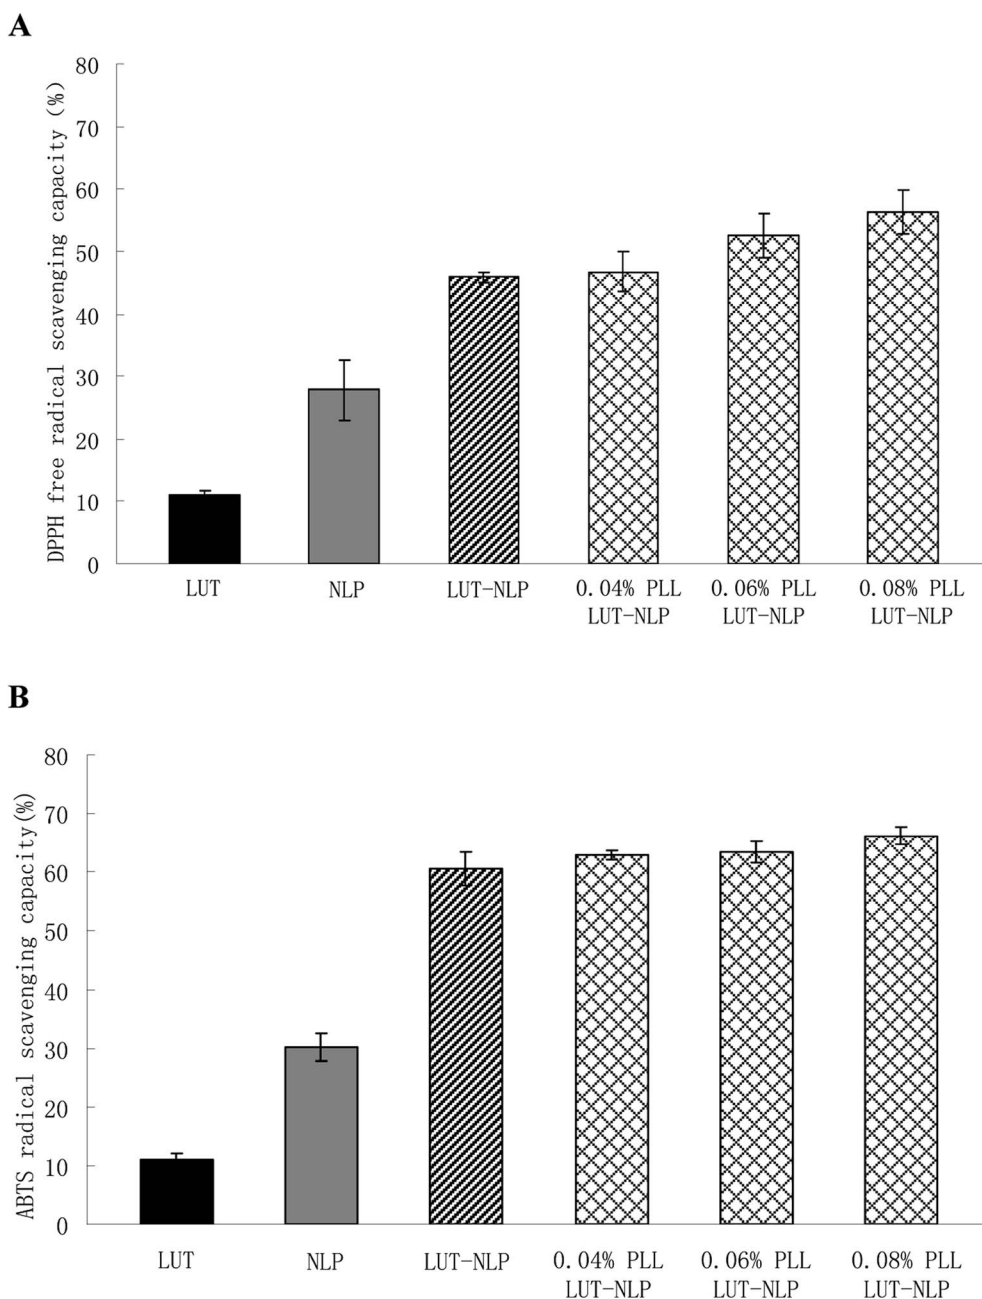 A
DPPH free radical scavenging capacity (%)
80
70
60
50
40
30
20
10
0
LUT
NLP
LUT-NLP
0.04% PLL
LUT-NLP
0.06% PLL
LUT-NLP
0.08% PLL
LUT-NLP
B
ABTS radical scavenging capacity(%)
80
70
60
50
40
30
20
10
0
LUT
NLP
LUT-NLP
0.04% PLL
LUT-NLP
0.06% PLL
LUT-NLP
0.08% PLL
LUT-NLP